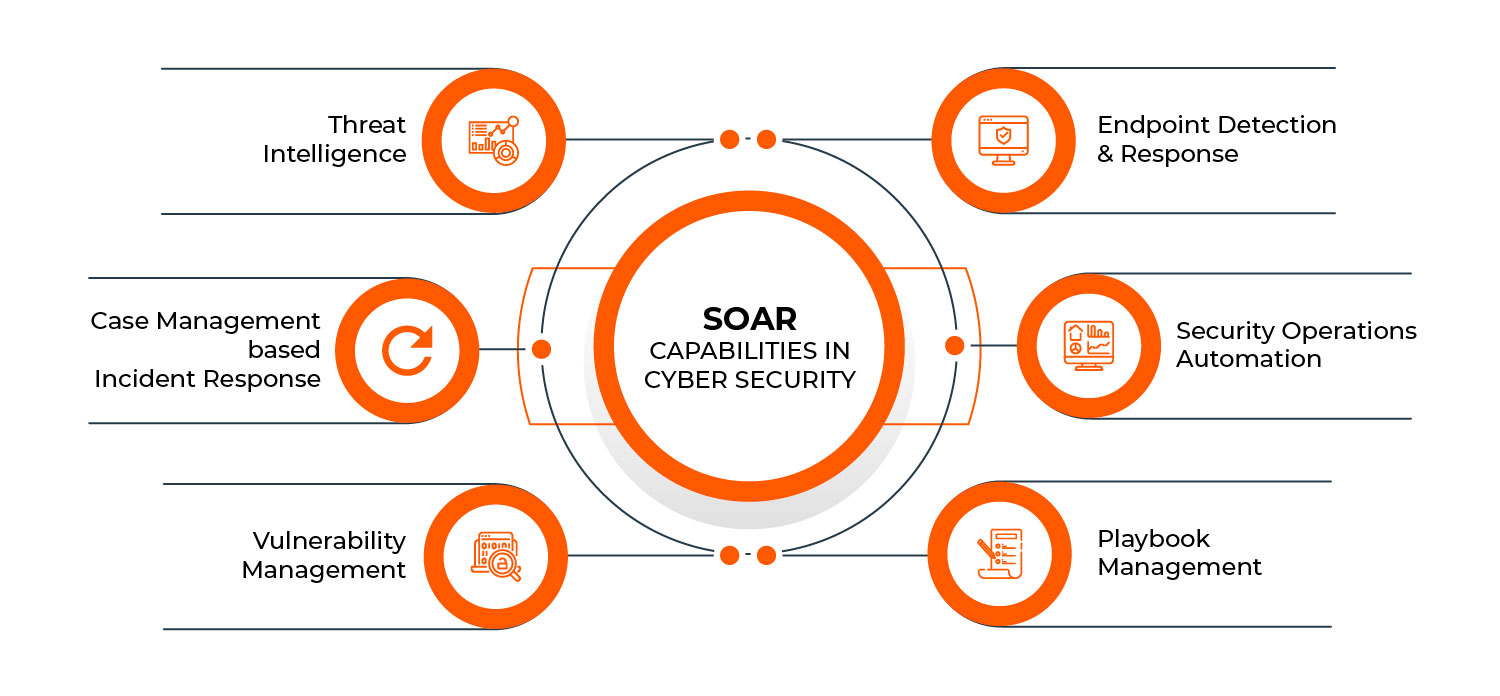 Threat
Intelligence
Case Management
based
Incident Response
Vulnerability
Management
SOAR
CAPABILITIES IN
CYBER SECURITY
Endpoint Detection
& Response
Security Operations
Automation
Playbook
Management